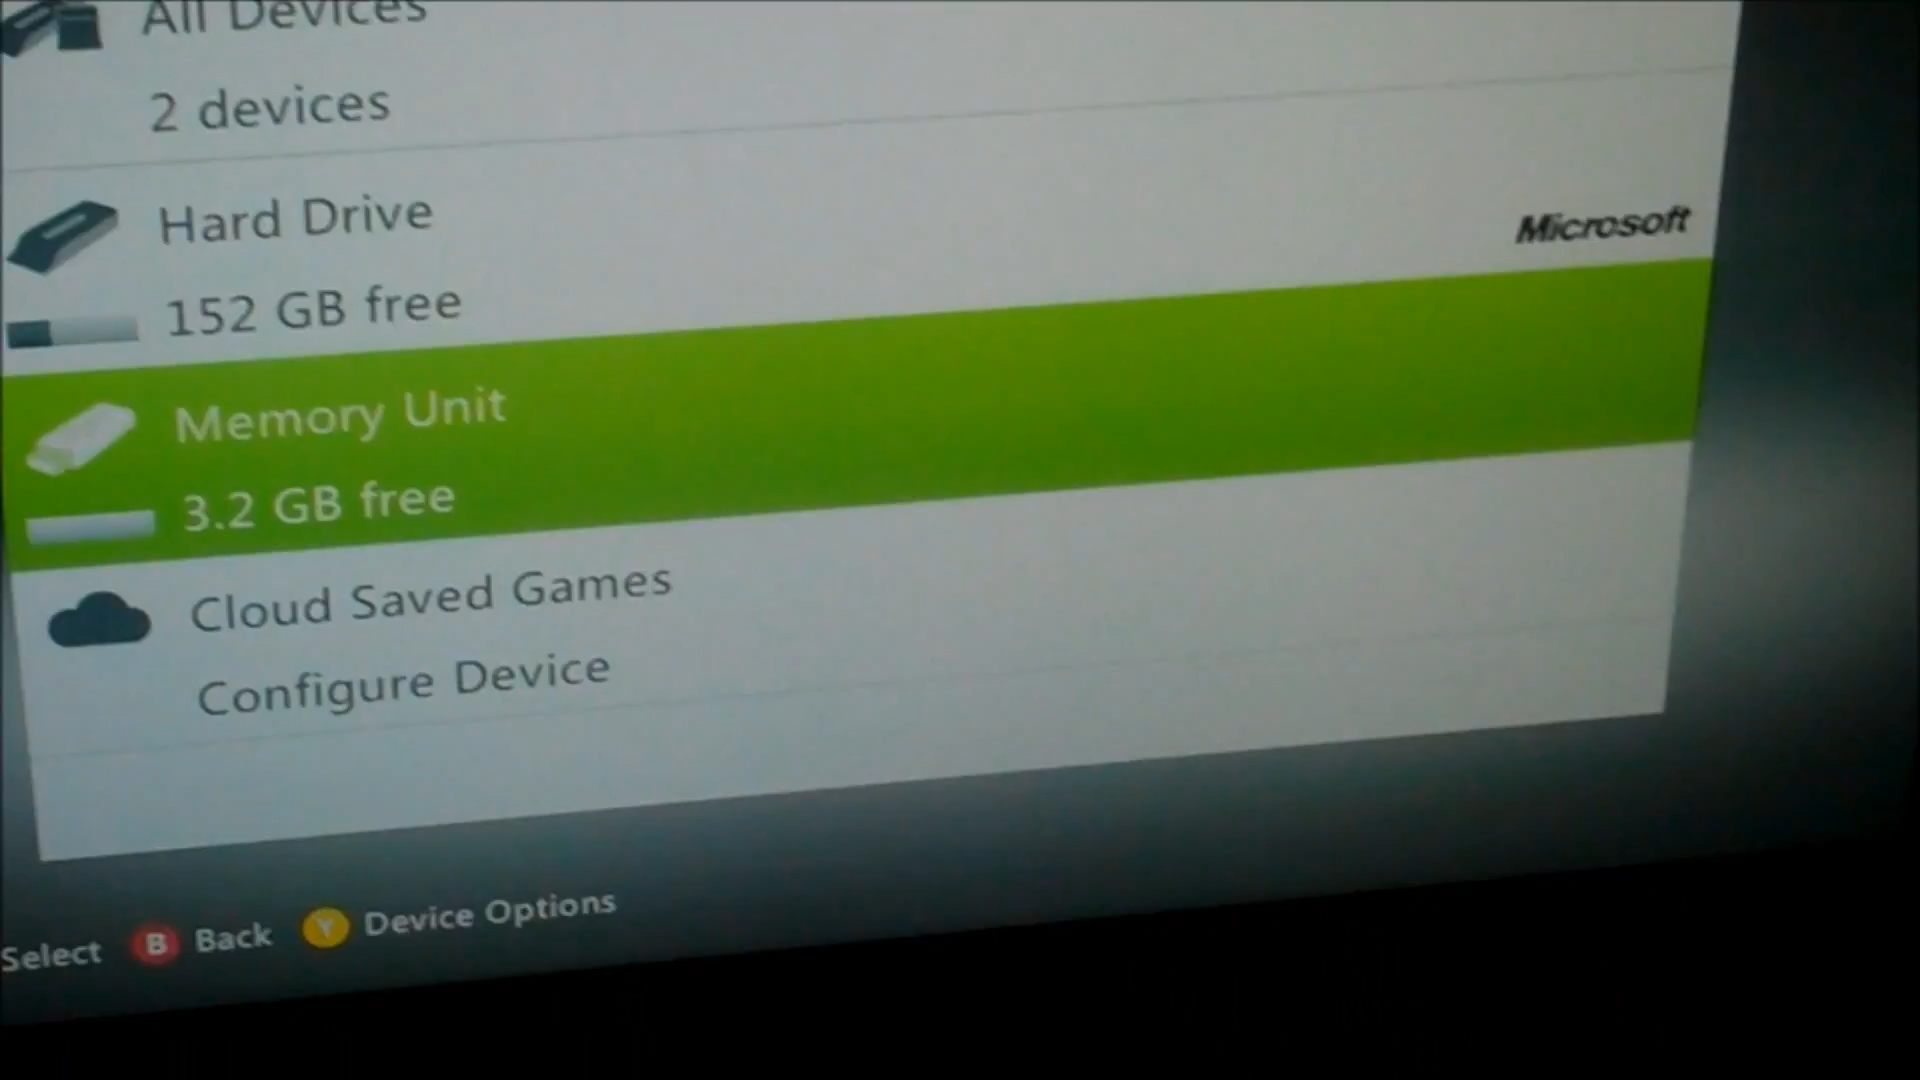 All Devices
2 devices
Hard Drive
Microsoft
152 GB free
Memory Unit
3.2 GB free
Cloud Saved Games
Configure Device
Select B Back Y Device Options